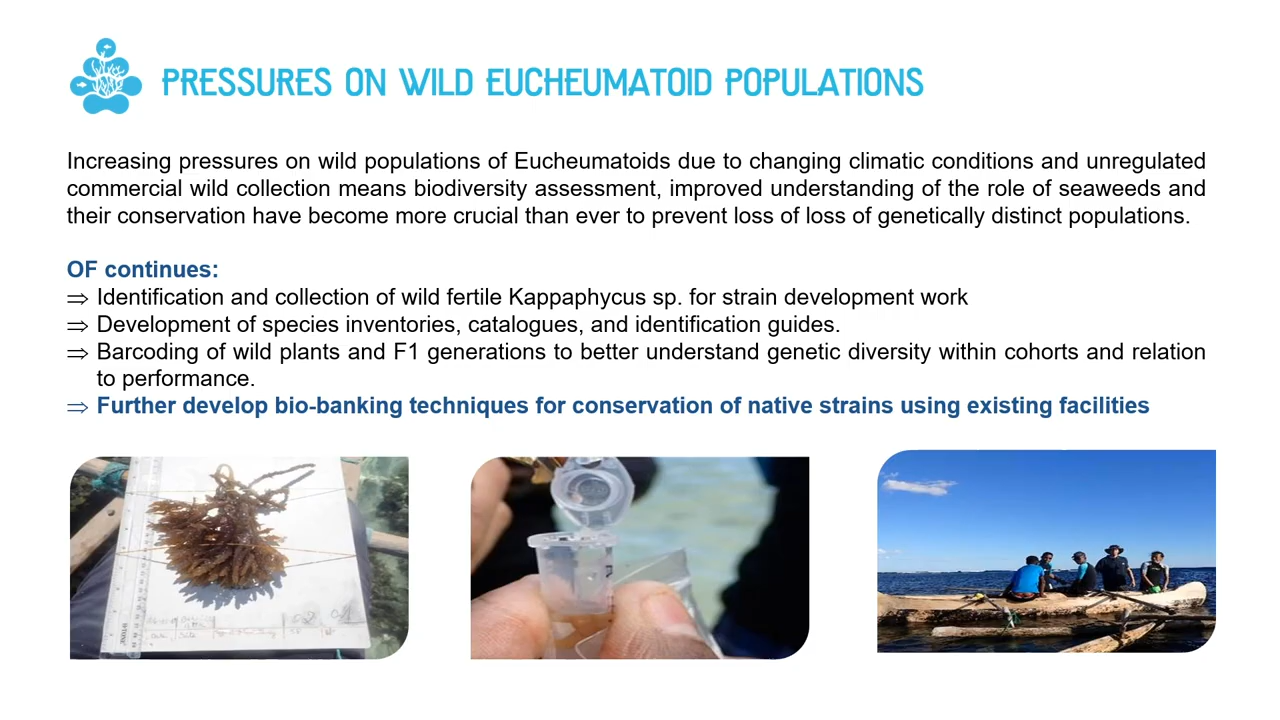 PRESSURES ON WILD EUCHEUMATOID POPULATIONS
Increasing pressures on wild populations of Eucheumatoids due to changing climatic conditions and unregulated
commercial wild collection means biodiversity assessment, improved understanding of the role of seaweeds and
their conservation have become more crucial than ever to prevent loss of loss of genetically distinct populations.
OF continues:
⇒ Identification and collection of wild fertile Kappaphycus sp. for strain development work
⇒ Development of species inventories, catalogues, and identification guides.
⇒ Barcoding of wild plants and F1 generations to better understand genetic diversity within cohorts and relation
to performance.
⇒ Further develop bio-banking techniques for conservation of native strains using existing facilities